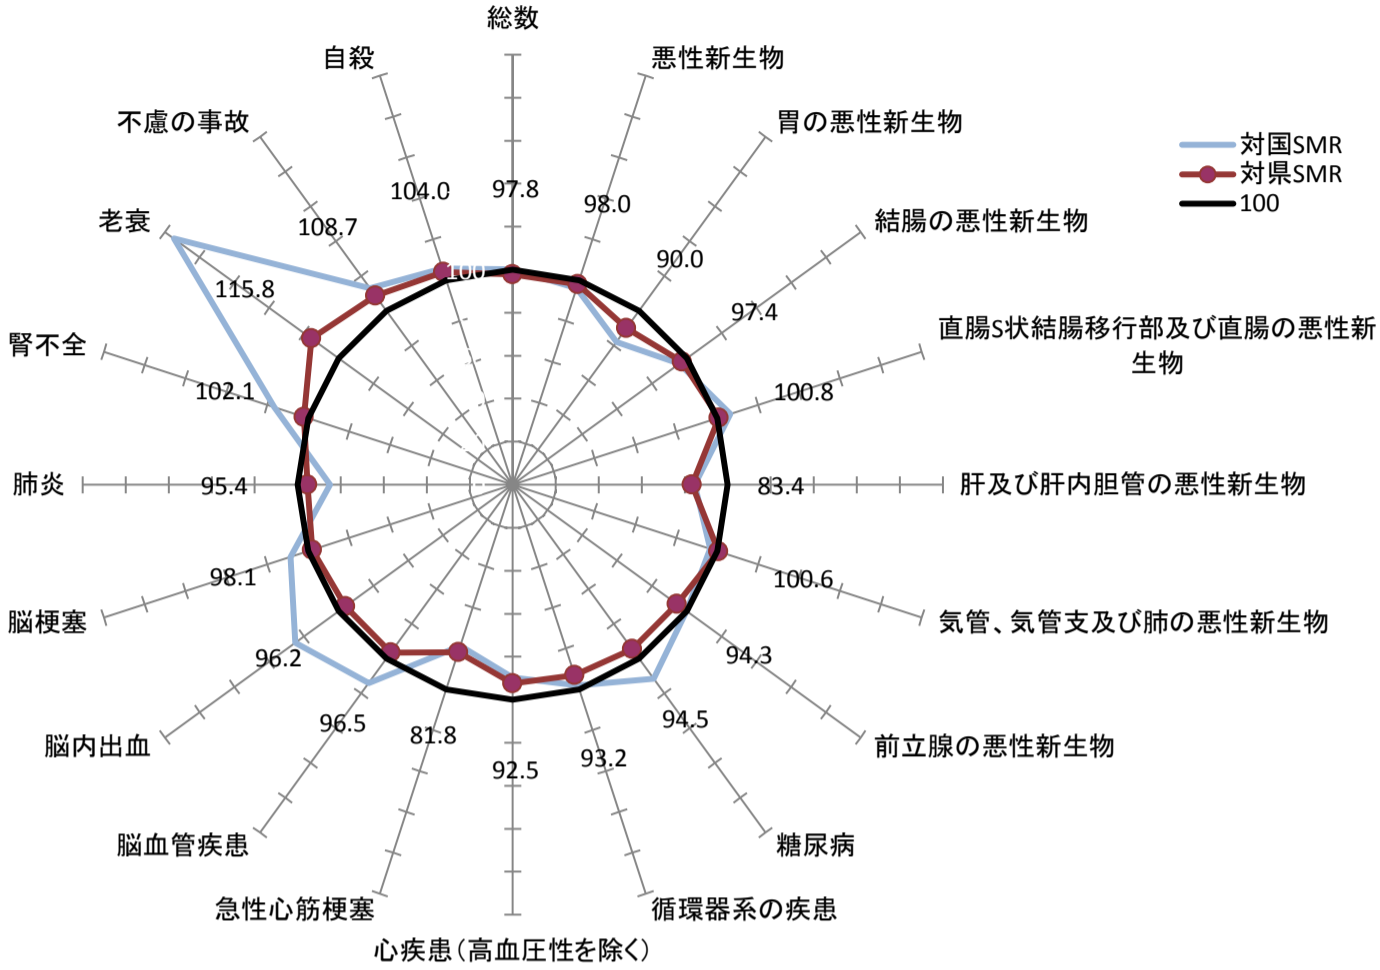 総数
自殺
悪性新生物
不慮の事故
胃の悪性新生物
対国SMR
対県SMR
100
老衰
結腸の悪性新生物
104.0
97.8
98.0
108.7
90.0
100
115.8
97.4
腎不全
直腸S状結腸移行部及び直腸の悪性新
生物
102.1
100.8
肺炎
95.4
83.4
肝及び肝内胆管の悪性新生物
98.1
100.6
脳梗塞
気管、気管支及び肺の悪性新生物
96.2
94.3
脳内出血
前立腺の悪性新生物
96.5
81.8
92.5
93.2
94.5
脳血管疾患
糖尿病
急性心筋梗塞
循環器系の疾患
心疾患(高血圧性を除く)